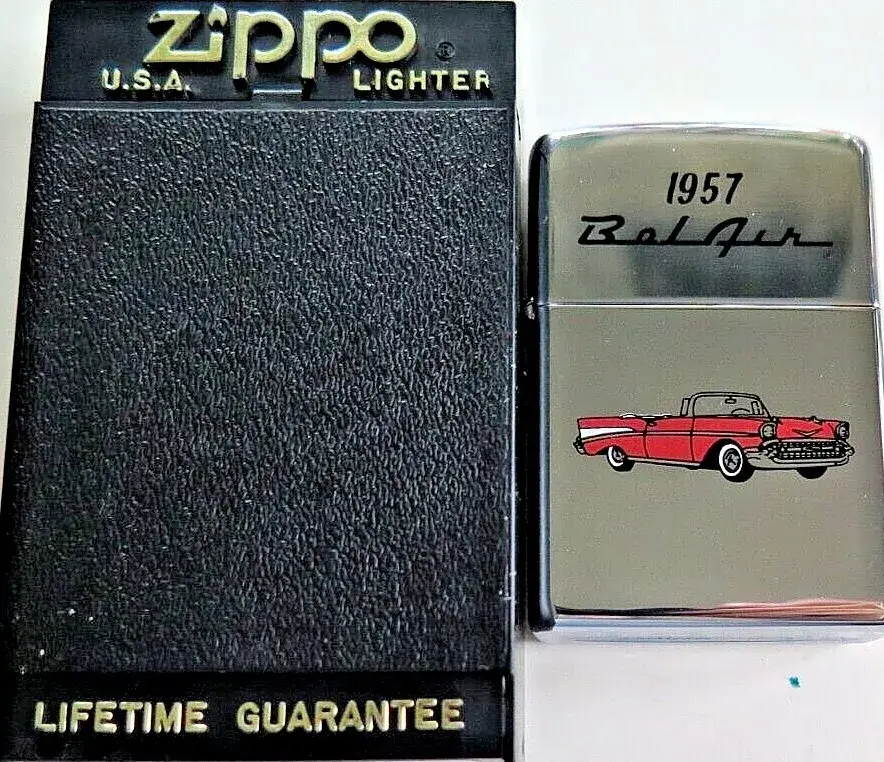 Zippo ®
U.S.A. LIGHTER
LIFETIME GUARANTEE
1957
Bel Air